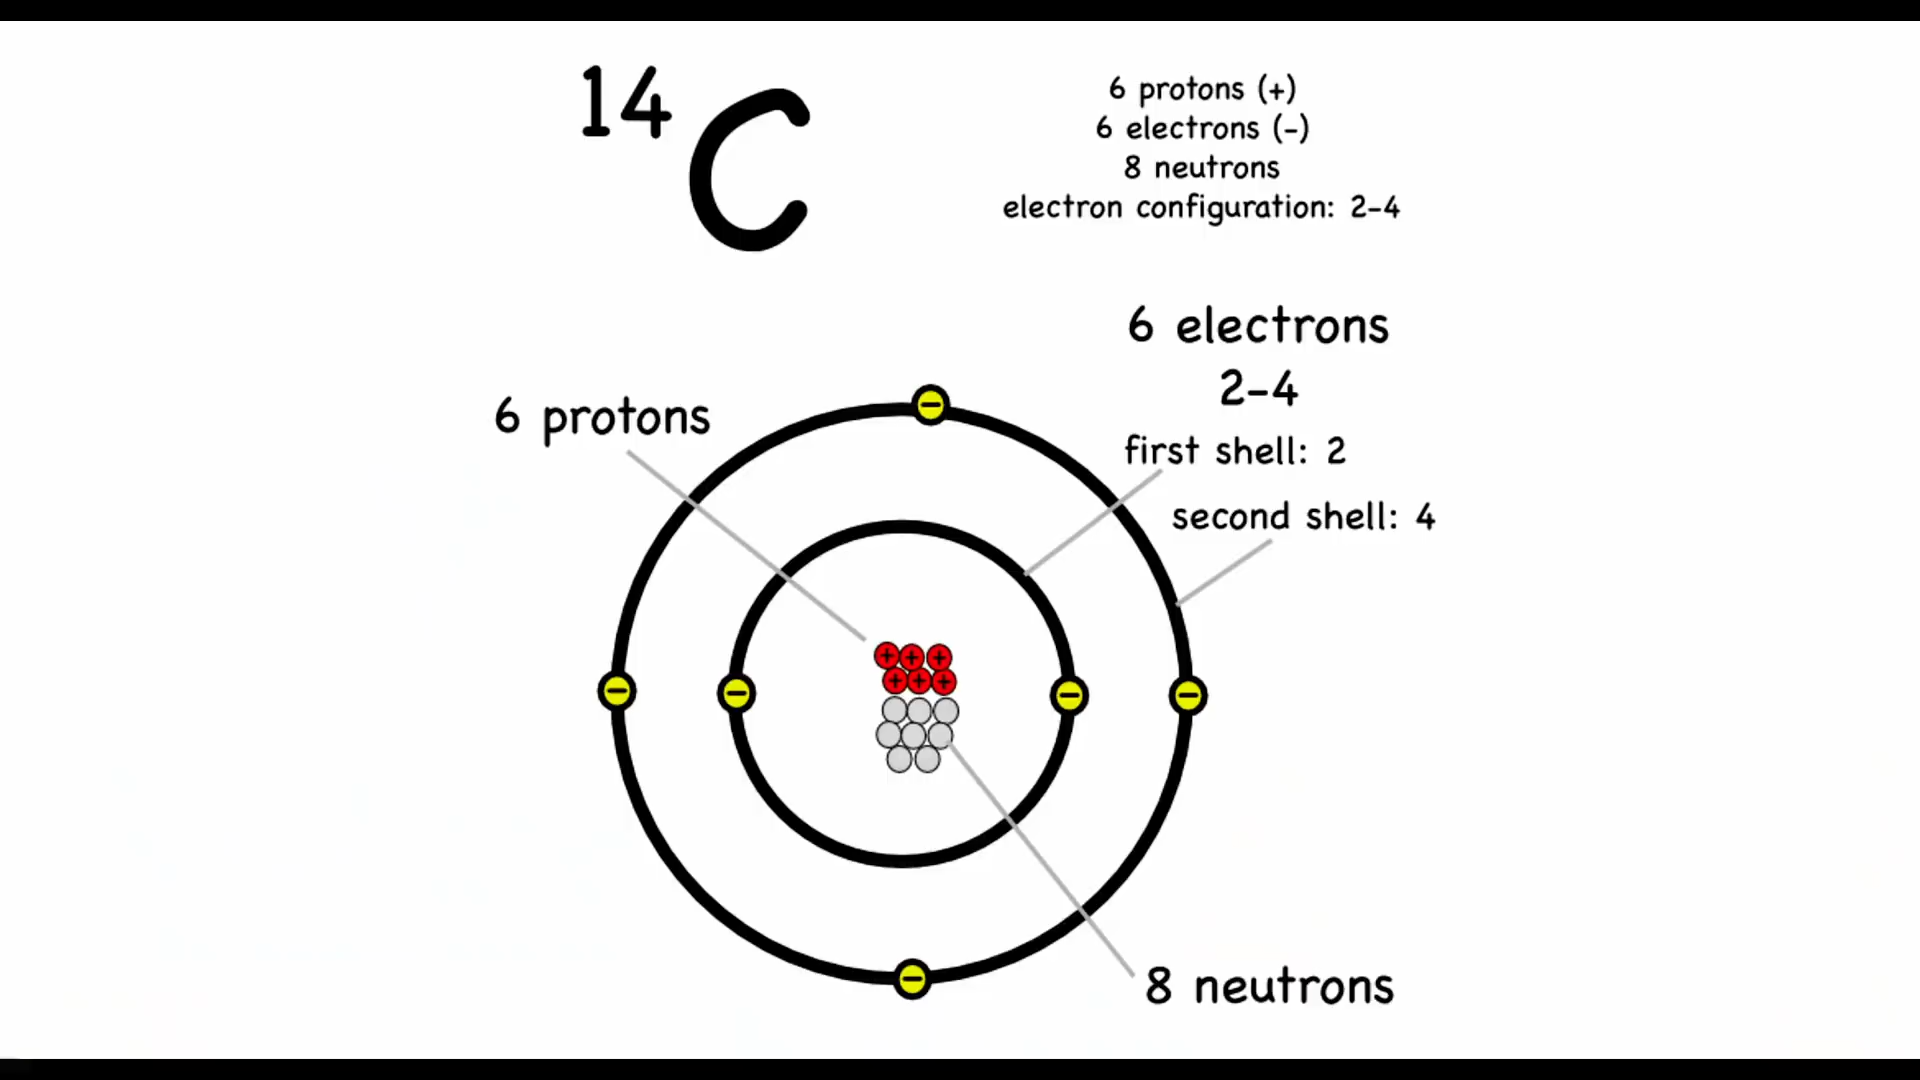 14
C
6 protons (+)
6 electrons (-)
8 neutrons
electron configuration: 2-4
6 electrons
2-4
6 protons
first shell: 2
second shell: 4
−
− − − −
+ + +
+ + +
−
8 neutrons